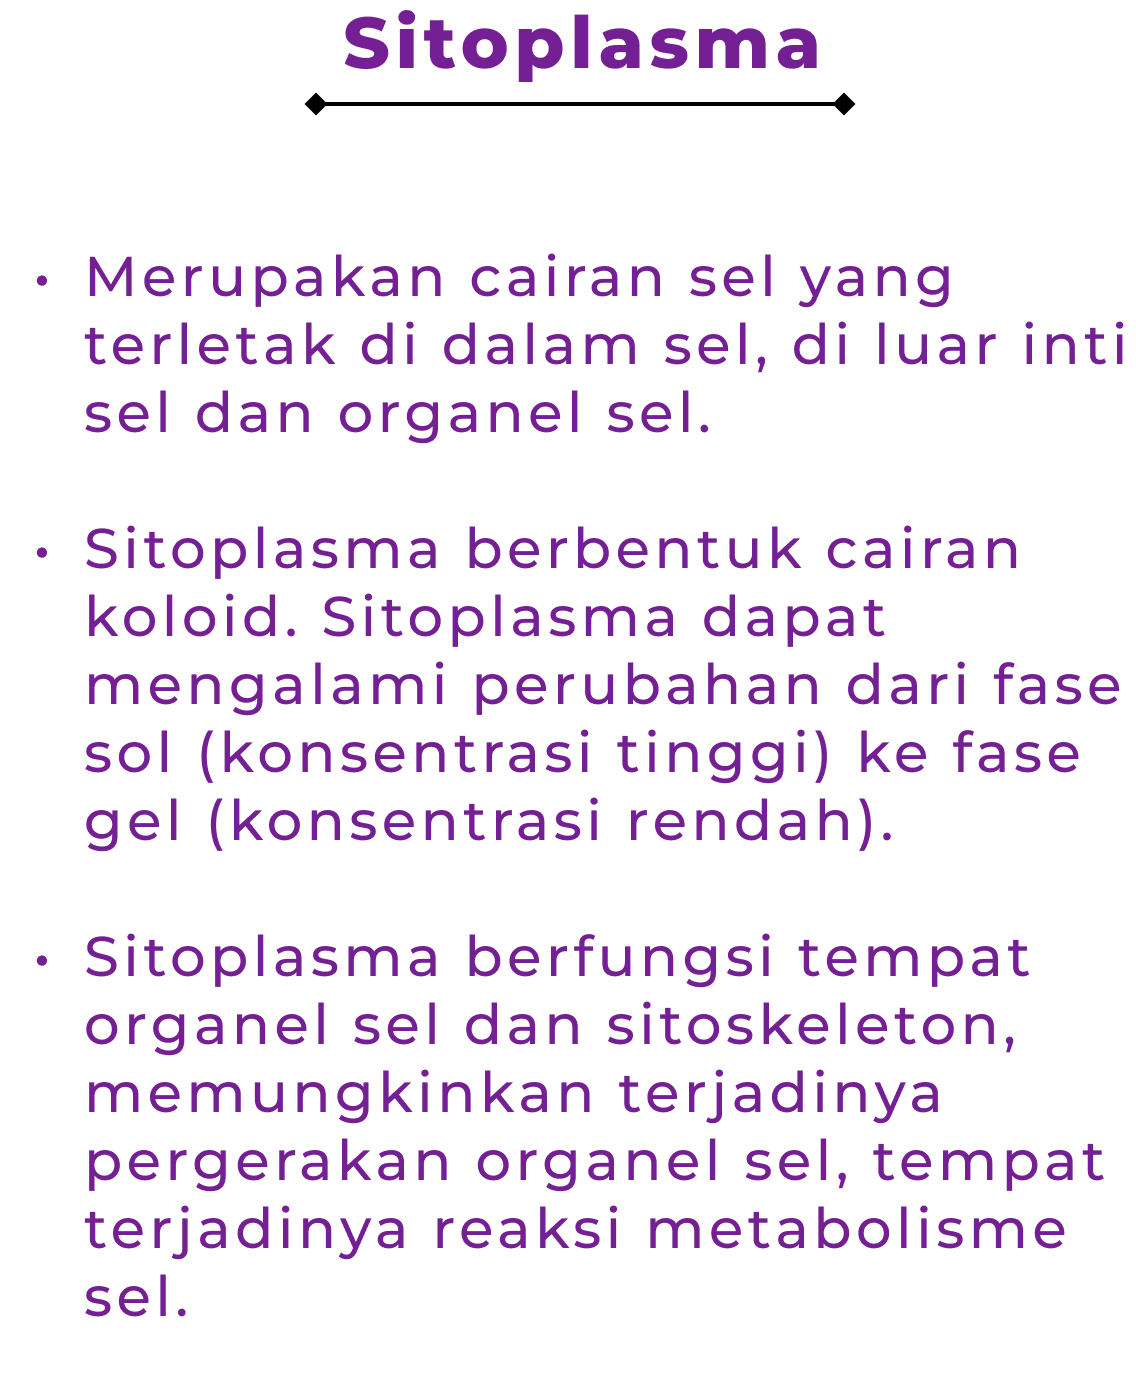 Sitoplasma
• Merupakan cairan sel yang
terletak di dalam sel, di luar inti
sel dan organel sel.
• Sitoplasma berbentuk cairan
koloid. Sitoplasma dapat
mengalami perubahan dari fase
sol (konsentrasi tinggi) ke fase
gel (konsentrasi rendah).
• Sitoplasma berfungsi tempat
organel sel dan sitoskeleton,
memungkinkan terjadinya
pergerakan organel sel, tempat
terjadinya reaksi metabolisme
sel.